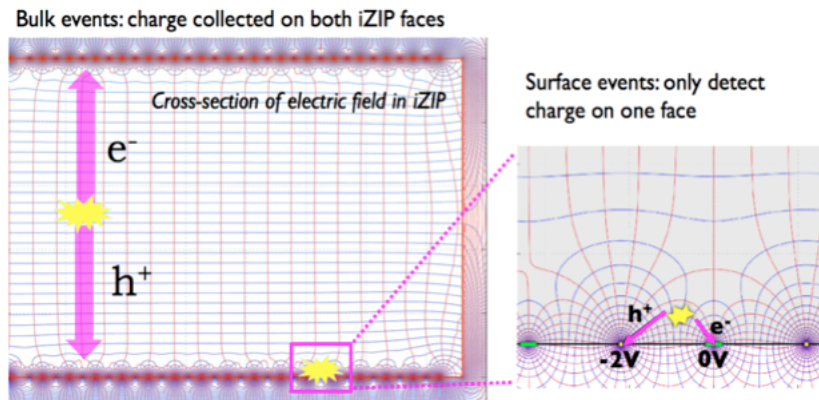 Bulk events: charge collected on both iZIP faces
Cross-section of electric field in iZIP
e-
h+
Surface events: only detect
charge on one face
h+
e-
-2V
0V